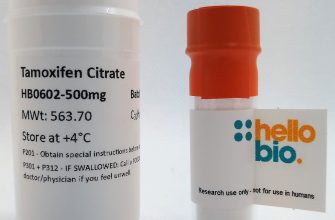 Tamoxifen Citrate
HB0602-500mg
MWt: 563.70
Store at +4°C
P201 - Obtain special instructions before
P301 + P312 - IF SWALLOWED: Call a
doctor/physician if you feel unwell
hello
bio.
Research use only - not for use in humans